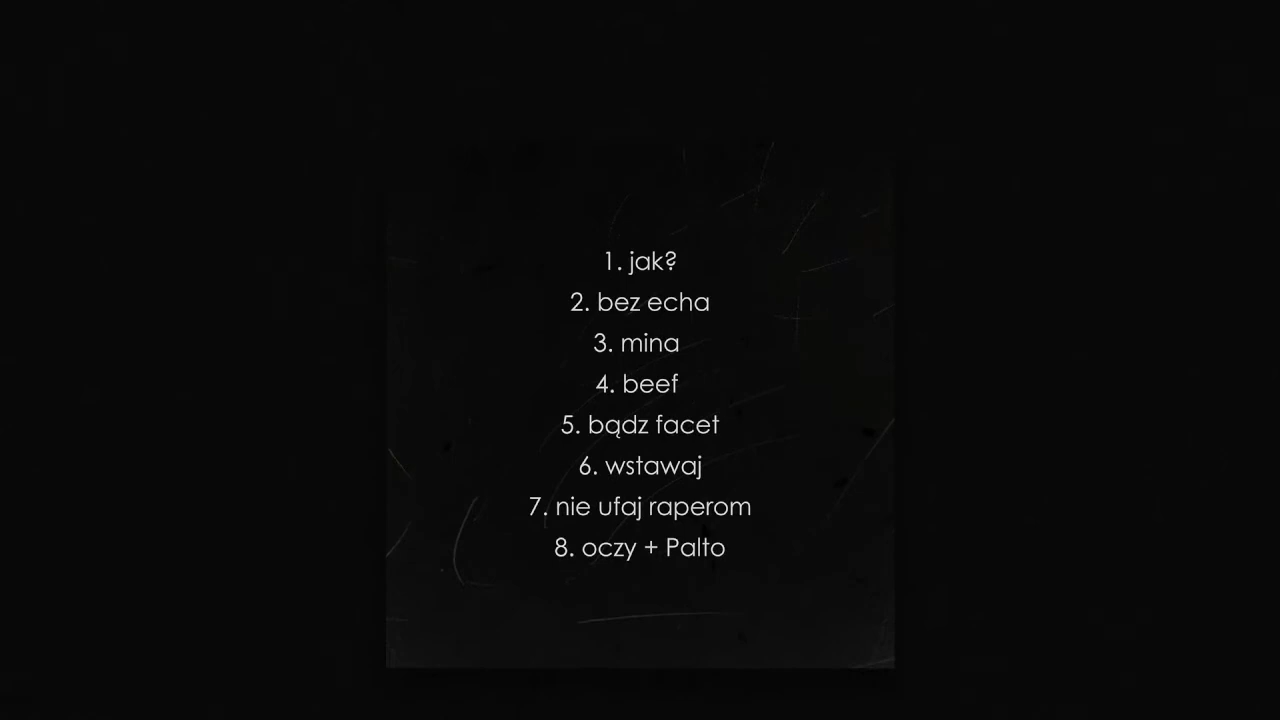 1. jak?
2. bez echa
3. mina
4. beef
5. bądz facet
6. wstawaj
7. nie ufaj raperom
8. oczy + Palto